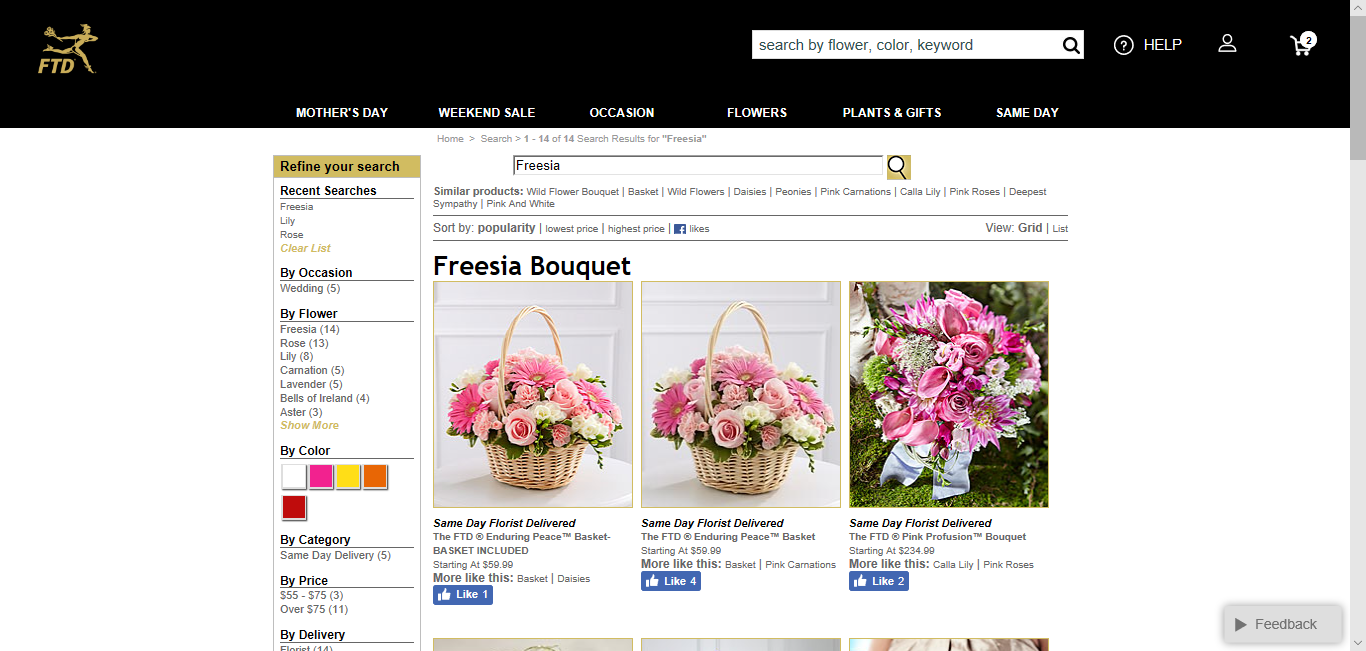 FTD
search by flower, color, keyword
? HELP
2
MOTHER'S DAY WEEKEND SALE OCCASION FLOWERS PLANTS & GIFTS SAME DAY
Home > Search > 1 - 14 of 14 Search Results for "Freesia"
Refine your search
Recent Searches
Freesia
Lily
Rose
Clear List
By Occasion
Wedding (5)
By Flower
Freesia (14)
Rose (13)
Lily (8)
Carnation (5)
Lavender (5)
Bells of Ireland (4)
Aster (3)
Show More
By Color
By Category
Same Day Delivery (5)
By Price
$55 - $75 (3)
Over $75 (11)
By Delivery
Florist (14)
Freesia
Similar products: Wild Flower Bouquet | Basket | Wild Flowers | Daisies | Peonies | Pink Carnations | Calla Lily | Pink Roses | Deepest
Sympathy | Pink And White
Sort by: popularity | lowest price | highest price | f likes
View: Grid | List
Freesia Bouquet
Same Day Florist Delivered
The FTD ® Enduring Peace™ Basket-
BASKET INCLUDED
Starting At $59.99
More like this: Basket | Daisies
Like 1
Same Day Florist Delivered
The FTD ® Enduring Peace™ Basket
Starting At $59.99
More like this: Basket | Pink Carnations
Like 4
Same Day Florist Delivered
The FTD ® Pink Profusion™ Bouquet
Starting At $234.99
More like this: Calla Lily | Pink Roses
Like 2
Feedback